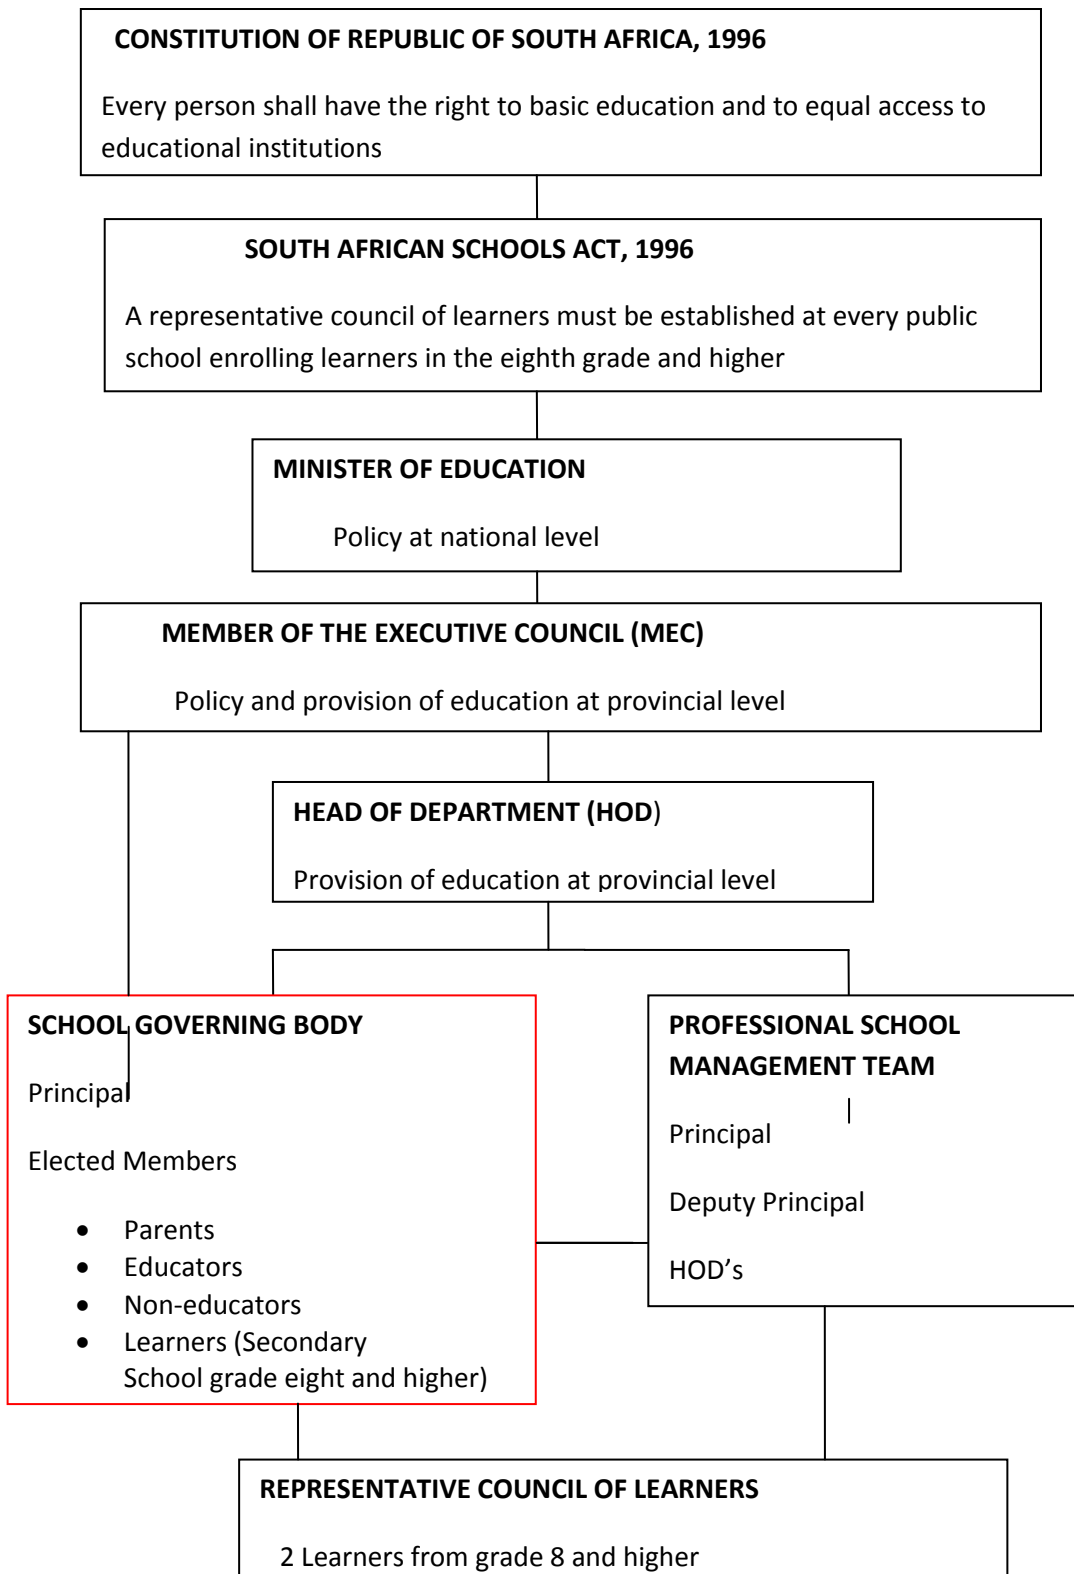 CONSTITUTION OF REPUBLIC OF SOUTH AFRICA, 1996
Every person shall have the right to basic education and to equal access to
educational institutions
SOUTH AFRICAN SCHOOLS ACT, 1996
A representative council of learners must be established at every public
school enrolling learners in the eighth grade and higher
MINISTER OF EDUCATION
Policy at national level
MEMBER OF THE EXECUTIVE COUNCIL (MEC)
Policy and provision of education at provincial level
HEAD OF DEPARTMENT (HOD)
Provision of education at provincial level
SCHOOL GOVERNING BODY
Principal
Elected Members
• Parents
• Educators
• Non-educators
• Learners (Secondary
School grade eight and higher)
PROFESSIONAL SCHOOL
MANAGEMENT TEAM
Principal
Deputy Principal
HOD’s
REPRESENTATIVE COUNCIL OF LEARNERS
2 Learners from grade 8 and higher